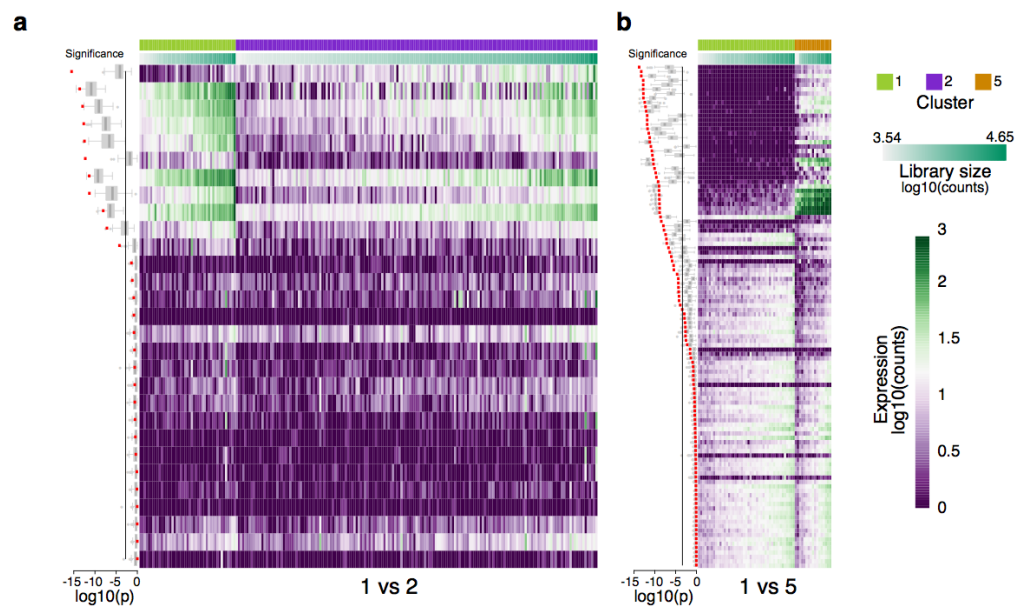 a
Significance
-15 -10 -5 0
log10(p)
1 vs 2
b
Significance
-15 -10 -5 0
log10(p)
1 vs 5
1 2 5
Cluster
3.54 4.65
Library size
log10(counts)
3
2
1.5
1
0.5
0
Expression
log10(counts)